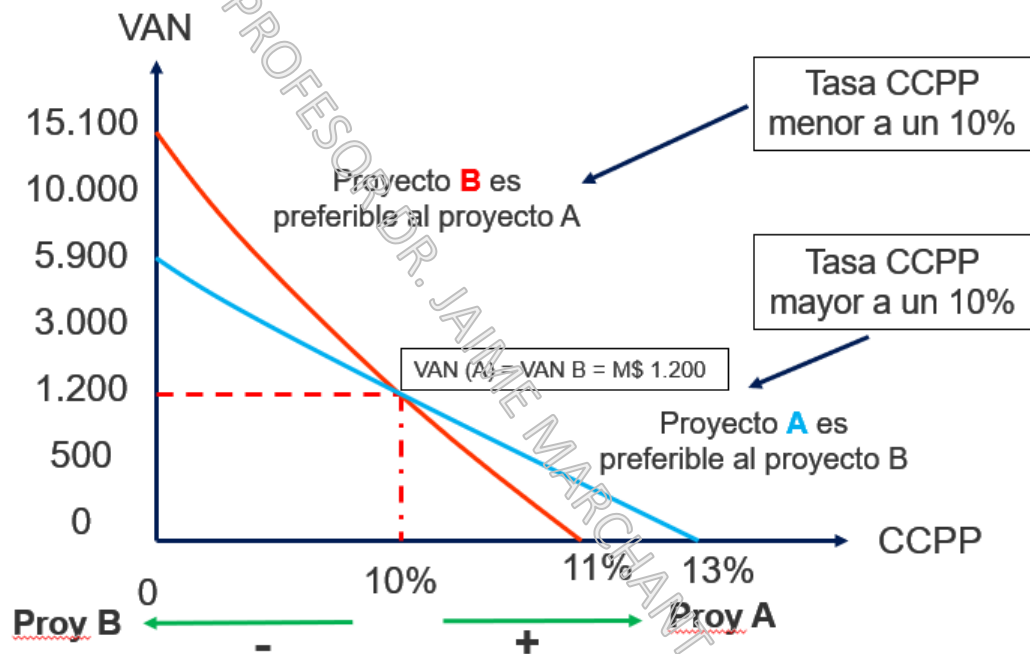 VAN
15.100
10.000
5.900
3.000
1.200
500
0
Tasa CCPP
menor a un 10%
Proyecto B es
preferible al proyecto A
Tasa CCPP
mayor a un 10%
VAN (A) = VAN B = M$ 1.200
Proyecto A es
preferible al proyecto B
CCPP
0
10%
11%
13%
Proy B
-
+
Proy A
PROFESOR DR. JAIME MARCHANT